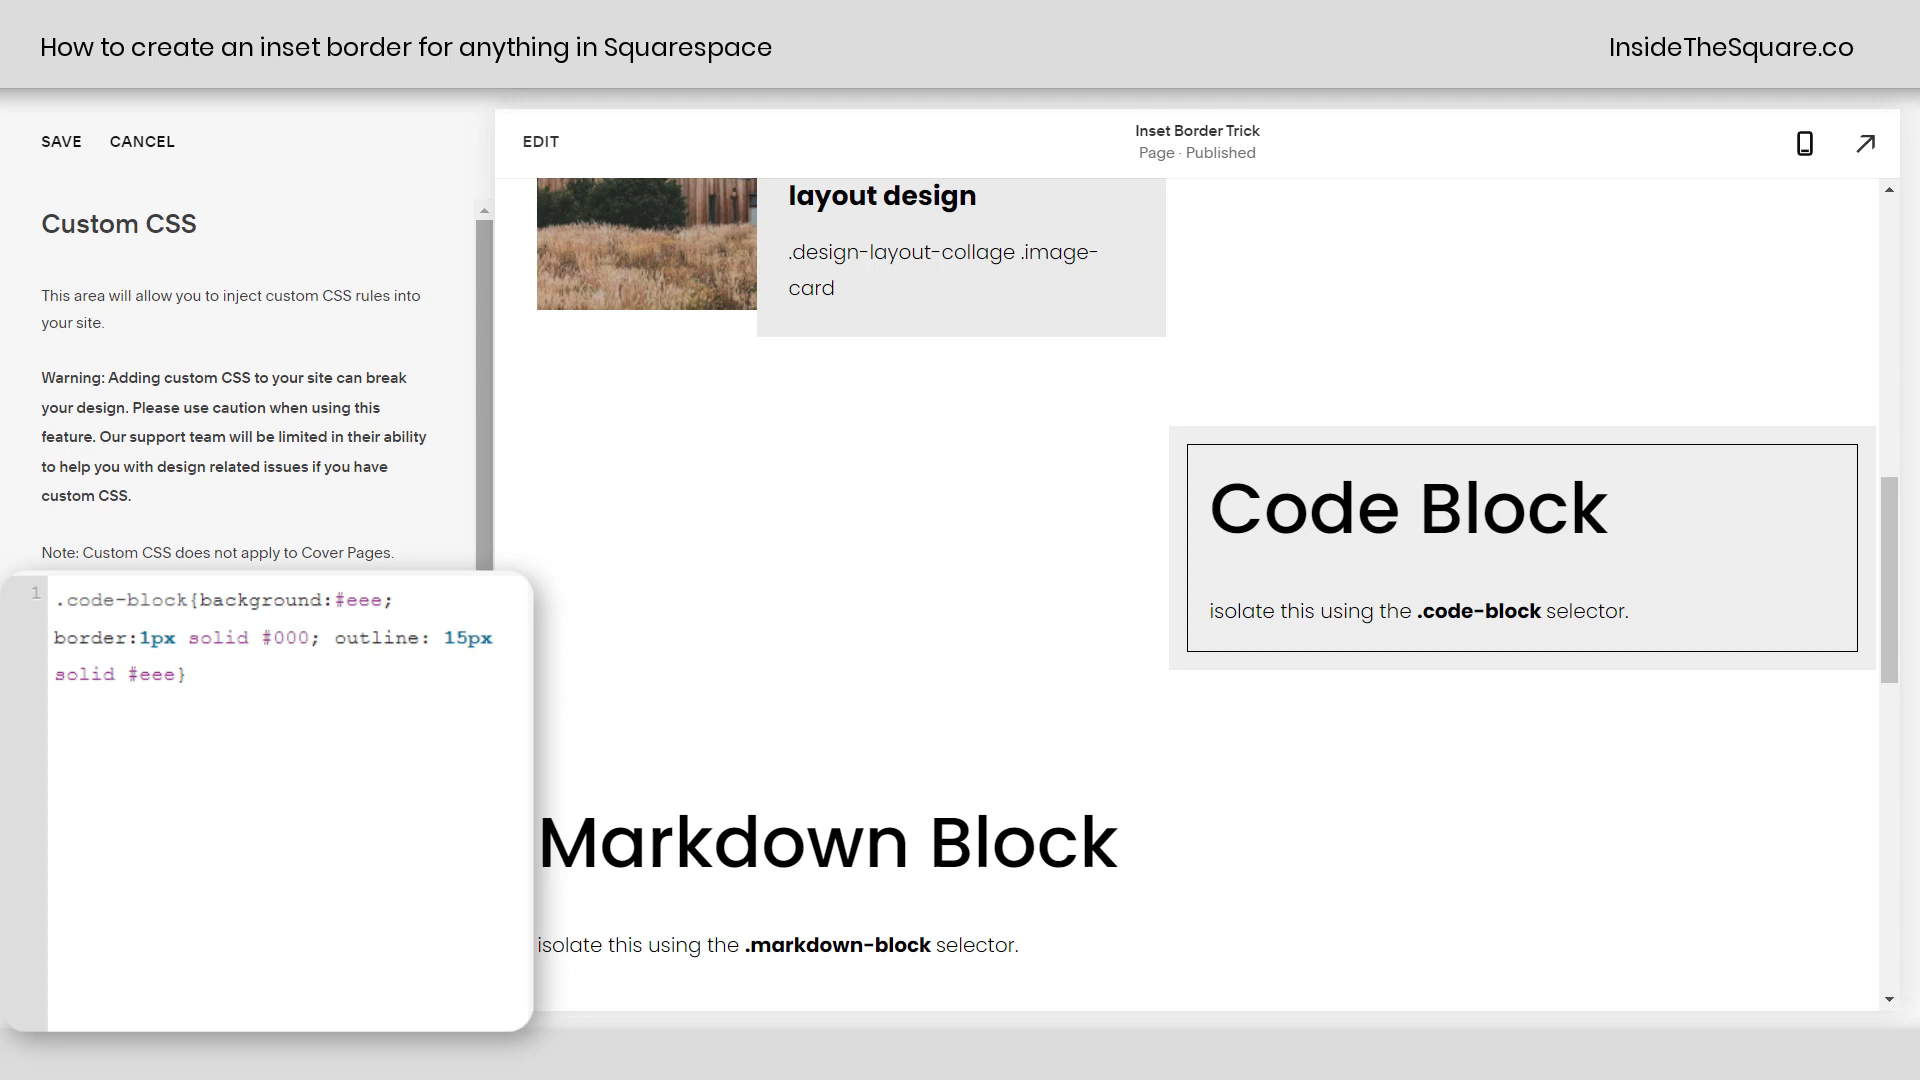 How to create an inset border for anything in Squarespace
InsideTheSquare.co
SAVE CANCEL
EDIT
Inset Border Trick
Page · Published
Custom CSS
This area will allow you to inject custom CSS rules into
your site.
Warning: Adding custom CSS to your site can break
your design. Please use caution when using this
feature. Our support team will be limited in their ability
to help you with design related issues if you have
custom CSS.
Note: Custom CSS does not apply to Cover Pages.
1
.code-block{background:#eee;
border:1px solid #000; outline: 15px
solid #eee}
layout design
.design-layout-collage .image-
card
Code Block
isolate this using the .code-block selector.
Markdown Block
isolate this using the .markdown-block selector.